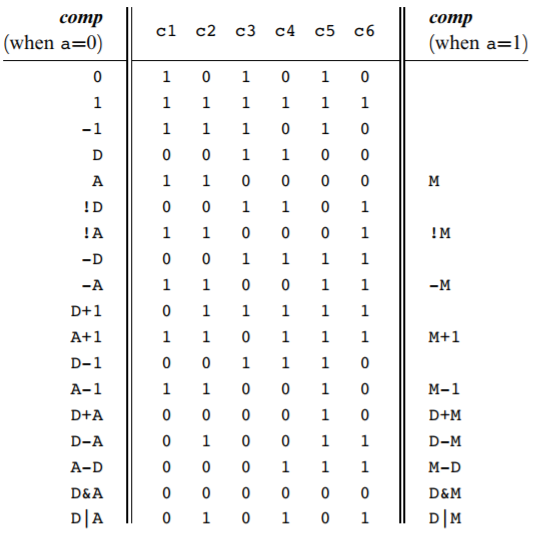 comp c1 c2 c3 c4 c5 c6 comp
(when a=0) (when a=1)
0 1 0 1 0 1 0
1 1 1 1 1 1 1
-1 1 1 1 0 1 0
D 0 0 1 1 0 0
A 1 1 0 0 0 0 M
!D 0 0 1 1 0 1
!A 1 1 0 0 0 1 !M
-D 0 0 1 1 1 1
-A 1 1 0 0 1 1 -M
D+1 0 1 1 1 1 1
A+1 1 1 0 1 1 1 M+1
D-1 0 0 1 1 1 0
A-1 1 1 0 0 1 0 M-1
D+A 0 0 0 0 1 0 D+M
D-A 0 1 0 0 1 1 D-M
A-D 0 0 0 1 1 1 M-D
D&A 0 0 0 0 0 0 D&M
D|A 0 1 0 1 0 1 D|M